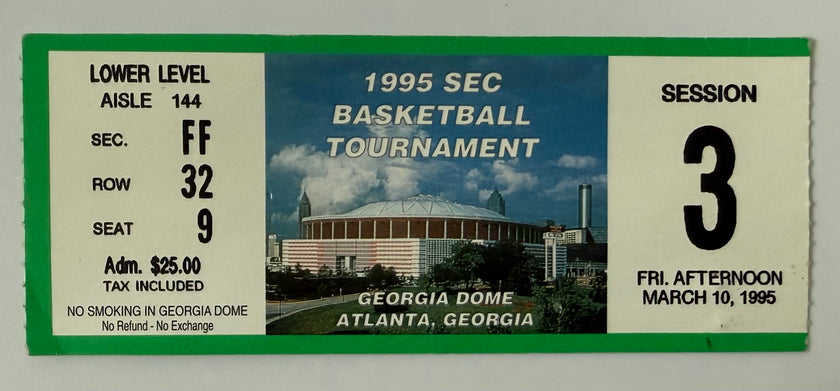 LOWER LEVEL
AISLE 144
SEC. FF
ROW 32
SEAT 9
Adm. $25.00
TAX INCLUDED
NO SMOKING IN GEORGIA DOME
No Refund - No Exchange
1995 SEC
BASKETBALL
TOURNAMENT
GEORGIA DOME
ATLANTA, GEORGIA
SESSION
3
FRI. AFTERNOON
MARCH 10, 1995